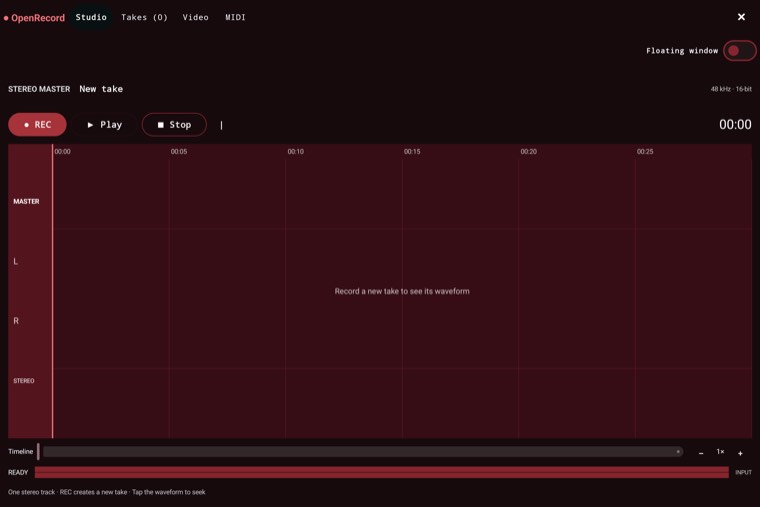 OpenRecord Studio Takes (0) Video MIDI ×
Floating window
STEREO MASTER New take 48 kHz · 16-bit
● REC ▶ Play ■ Stop | 00:00
00:00 00:05 00:10 00:15 00:20 00:25
MASTER
L
Record a new take to see its waveform
R
STEREO
Timeline − 1× +
READY INPUT
One stereo track · REC creates a new take · Tap the waveform to seek